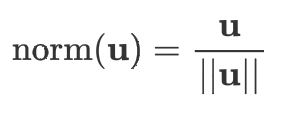 norm(𝐮) = 𝐮 / ||𝐮||